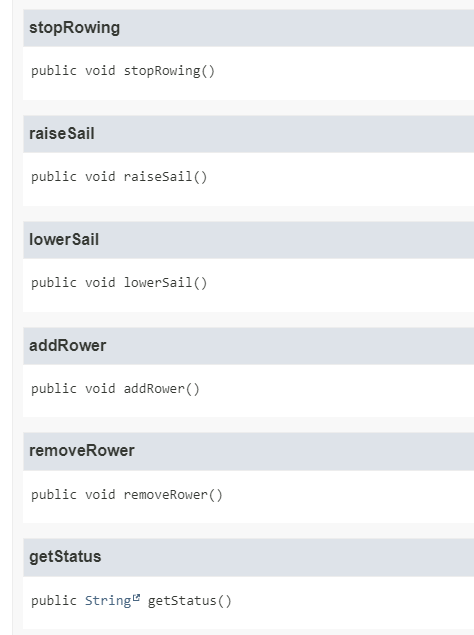 stopRowing
public void stopRowing()
raiseSail
public void raiseSail()
lowerSail
public void lowerSail()
addRower
public void addRower()
removeRower
public void removeRower()
getStatus
public String getStatus()